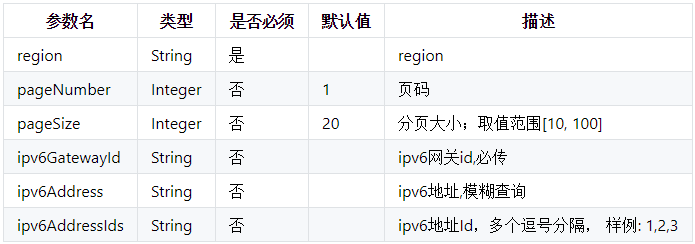 参数名 类型 是否必须 默认值 描述
region String 是 region
pageNumber Integer 否 1 页码
pageSize Integer 否 20 分页大小；取值范围[10, 100]
ipv6GatewayId String 否 ipv6网关id,必传
ipv6Address String 否 ipv6地址,模糊查询
ipv6AddressIds String 否 ipv6地址Id，多个逗号分隔， 样例: 1,2,3